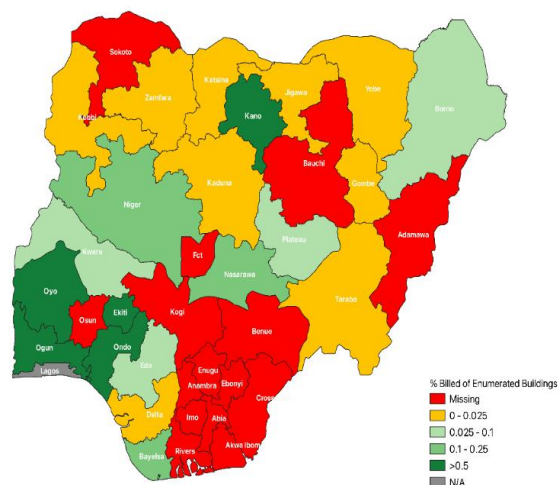 Sokoto
Katsina
Jigawa
Yobe
Borno
Kebbi
Zamfara
Kano
Bauchi
Gombe
Kaduna
Niger
Adamawa
Plateau
Fct
Nasarawa
Kwara
Taraba
Oyo
Osun
Ekiti
Kogi
Benue
Ogun
Ondo
Edo
Lagos
Enugu
Anambra
Ebonyi
Cross
Delta
Imo
Abia
Bayelsa
Rivers
Akwa Ibom
% Billed of Enumerated Buildings
Missing
0 - 0.025
0.025 - 0.1
0.1 - 0.25
>0.5
N/A